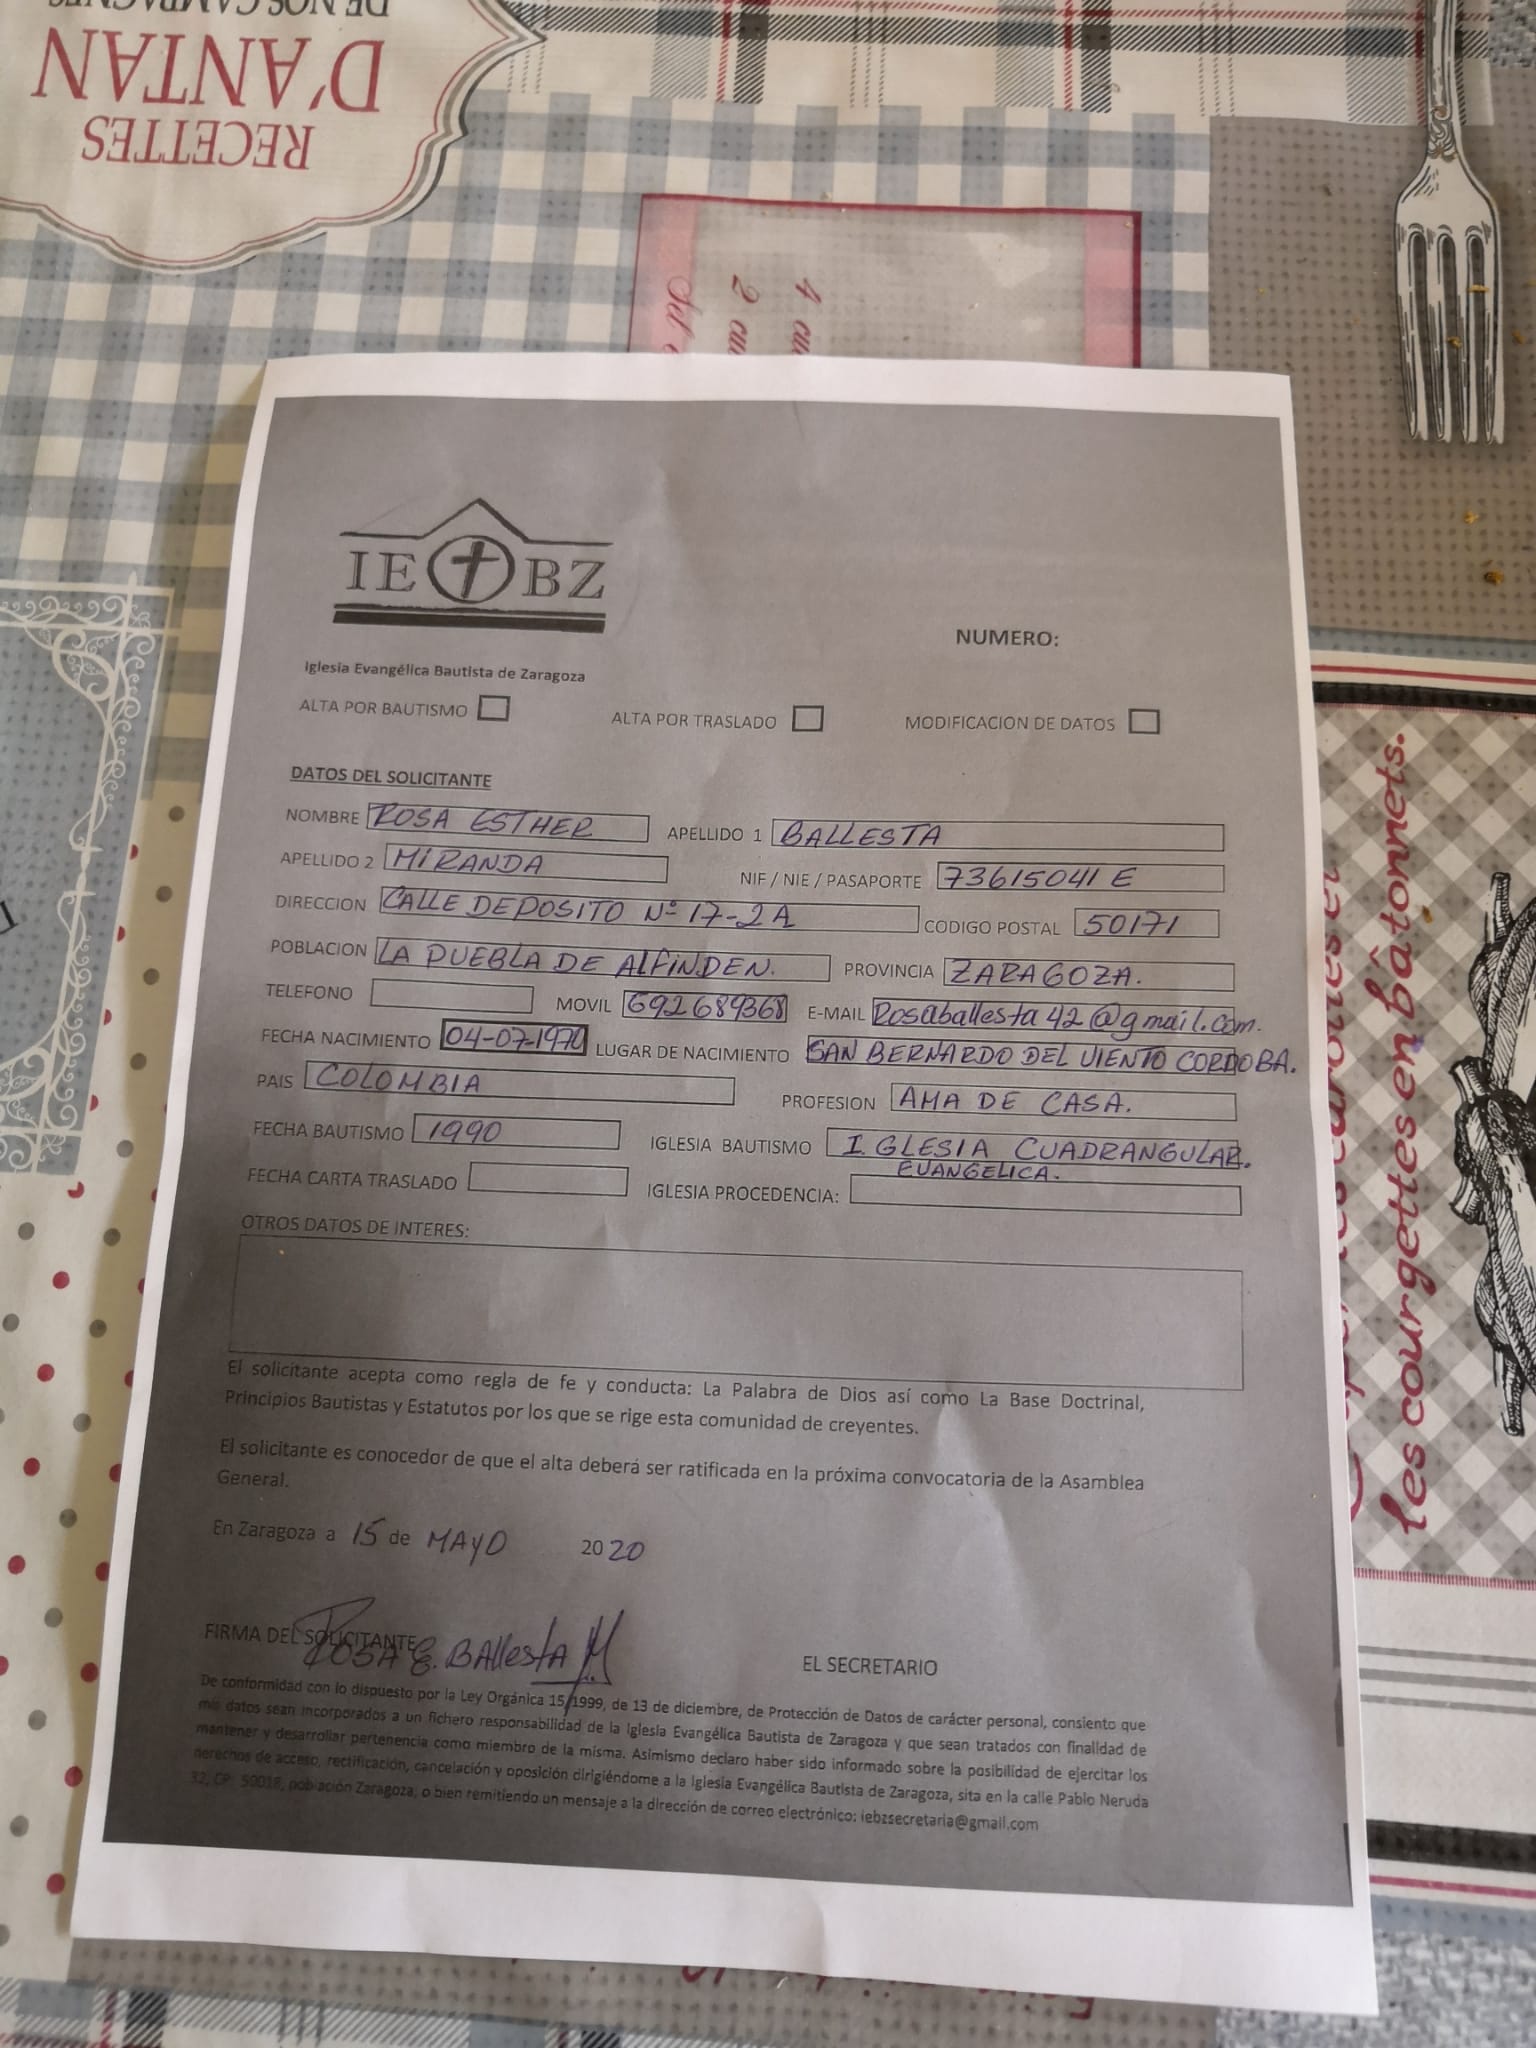 DE NOS CAMPAGNES
D'ANTAN
RECETTES
4 cu
2 cu
Sel
IE BZ
NUMERO:
Iglesia Evangélica Bautista de Zaragoza
ALTA POR BAUTISMO ALTA POR TRASLADO MODIFICACION DE DATOS
DATOS DEL SOLICITANTE
NOMBRE ROSA ESTHER APELLIDO 1 BALLESTA
APELLIDO 2 MIRANDA NIF / NIE / PASAPORTE 73615041 E
DIRECCION CALLE DEPOSITO Nº 17-2A CODIGO POSTAL 50171
POBLACION LA PUEBLA DE ALFINDEN. PROVINCIA ZARAGOZA.
TELEFONO MOVIL 692689368 E-MAIL Rosaballesta42@gmail.com.
FECHA NACIMIENTO 04-07-1970 LUGAR DE NACIMIENTO SAN BERNARDO DEL VIENTO CORDOBA.
PAIS COLOMBIA PROFESION AMA DE CASA.
FECHA BAUTISMO 1990 IGLESIA BAUTISMO I.GLESIA CUADRANGULAR.
EVANGELICA.
FECHA CARTA TRASLADO IGLESIA PROCEDENCIA:
OTROS DATOS DE INTERES:
El solicitante acepta como regla de fe y conducta: La Palabra de Dios así como La Base Doctrinal,
Principios Bautistas y Estatutos por los que se rige esta comunidad de creyentes.
El solicitante es conocedor de que el alta deberá ser ratificada en la próxima convocatoria de la Asamblea
General.
En Zaragoza a 15 de MAYO 2020
FIRMA DEL SOLICITANTE EL SECRETARIO
ROSA E. BAllestA M
De conformidad con lo dispuesto por la Ley Orgánica 15/1999, de 13 de diciembre, de Protección de Datos de carácter personal, consiento que
mis datos sean incorporados a un fichero responsabilidad de la Iglesia Evangélica Bautista de Zaragoza y que sean tratados con finalidad de
mantener y desarrollar pertenencia como miembro de la misma. Asimismo declaro haber sido informado sobre la posibilidad de ejercitar los
derechos de acceso, rectificación, cancelación y oposición dirigiéndome a la Iglesia Evangélica Bautista de Zaragoza, sita en la calle Pablo Neruda
32, CP: 50018, población Zaragoza, o bien remitiendo un mensaje a la dirección de correo electrónico: iebzsecretaria@gmail.com
les courgettes en bâtonnets.